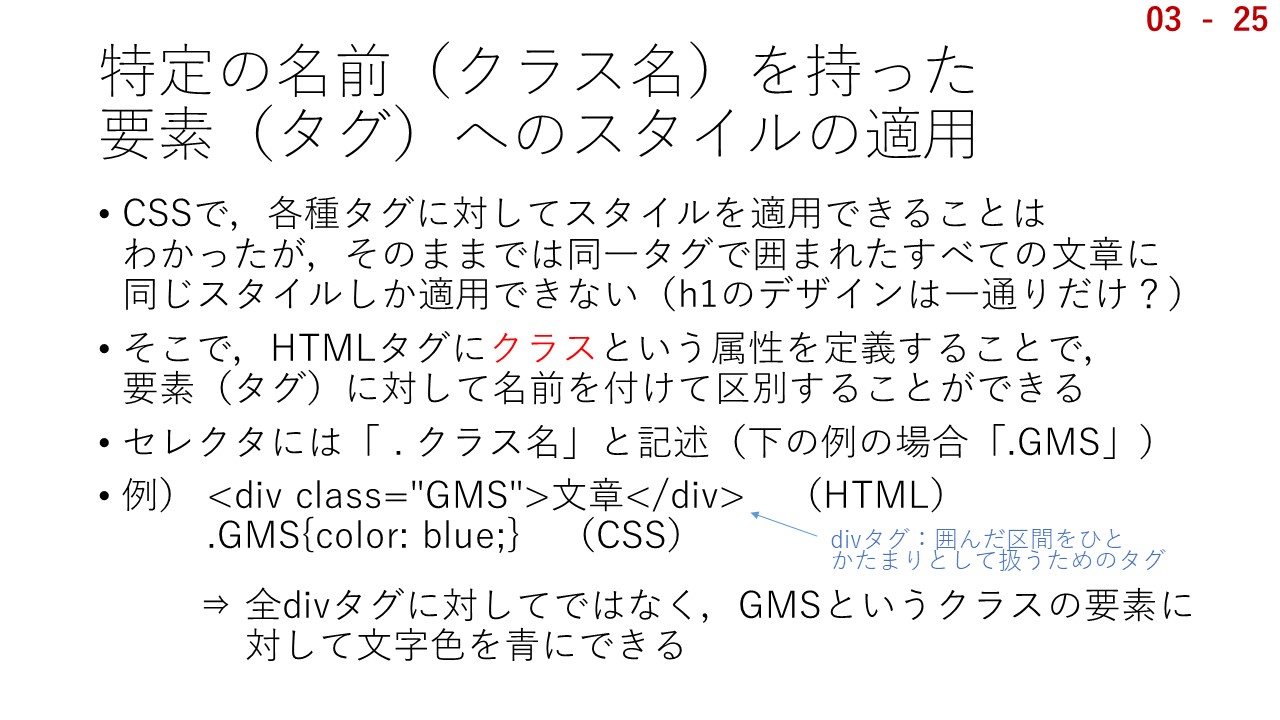 03 - 25
特定の名前（クラス名）を持った
要素（タグ）へのスタイルの適用
• CSSで，各種タグに対してスタイルを適用できることは
わかったが，そのままでは同一タグで囲まれたすべての文章に
同じスタイルしか適用できない（h1のデザインは一通りだけ？）
• そこで，HTMLタグにクラスという属性を定義することで，
要素（タグ）に対して名前を付けて区別することができる
• セレクタには「 . クラス名」と記述（下の例の場合「.GMS」）
• 例） <div class="GMS">文章</div> （HTML）
.GMS{color: blue;} （CSS）
divタグ：囲んだ区間をひと
かたまりとして扱うためのタグ
⇒ 全divタグに対してではなく，GMSというクラスの要素に
対して文字色を青にできる